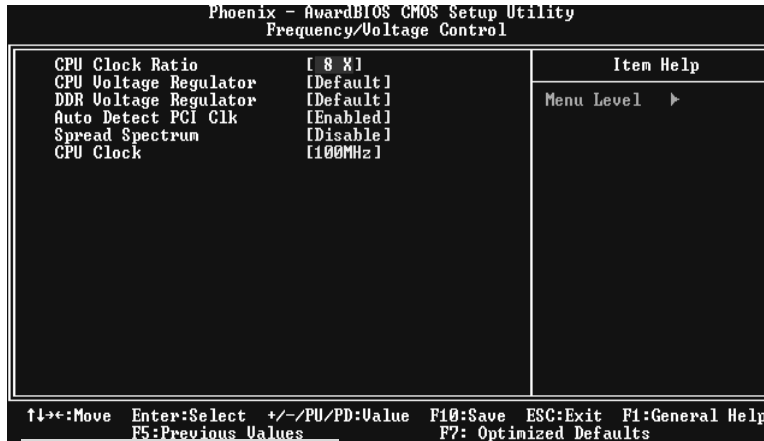 Phoenix - AwardBIOS CMOS Setup Utility
Frequency/Voltage Control
CPU Clock Ratio [ 8 X]
CPU Voltage Regulator [Default]
DDR Voltage Regulator [Default]
Auto Detect PCI Clk [Enabled]
Spread Spectrum [Disable]
CPU Clock [100MHz]
Item Help
Menu Level ►
↑↓→←:Move Enter:Select +/-/PU/PD:Value F10:Save ESC:Exit F1:General Help
F5:Previous Values F7: Optimized Defaults